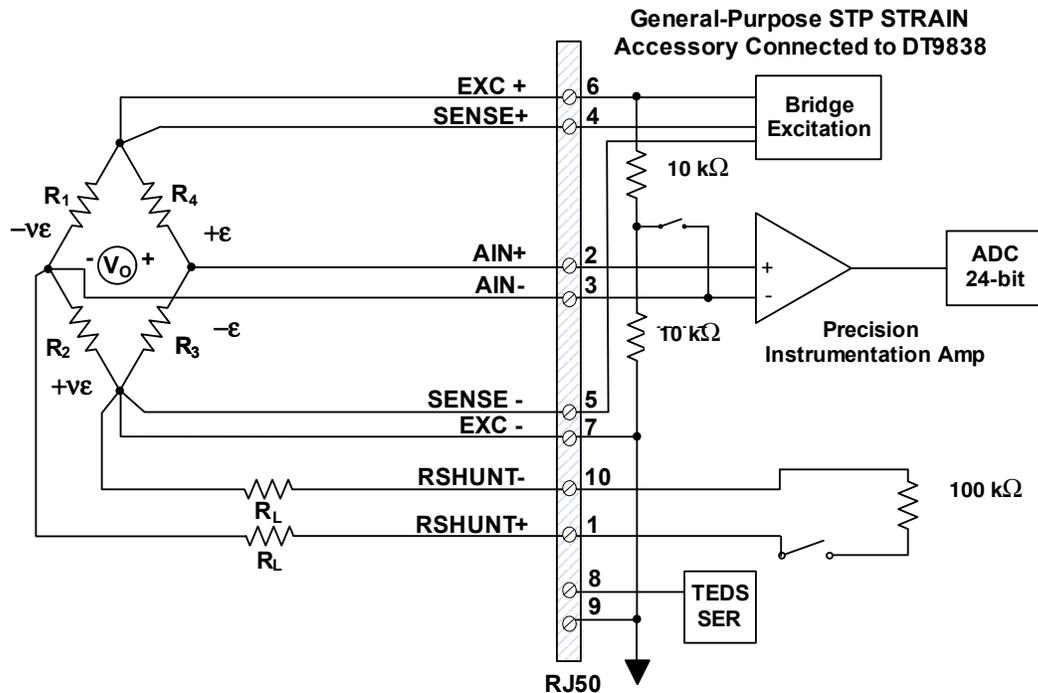 General-Purpose STP STRAIN
Accessory Connected to DT9838
EXC +
6
SENSE+
4
Bridge
Excitation
10 kΩ
R1
R4
−νε
+ε
- VO +
AIN+
2
AIN-
3
+
-
ADC
24-bit
R2
R3
−ε
+νε
10 kΩ
Precision
Instrumentation Amp
SENSE -
5
EXC -
7
RSHUNT-
10
RL
100 kΩ
RSHUNT+
1
RL
8
9
TEDS
SER
RJ50